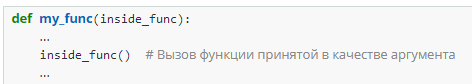 def my_func(inside_func):
    ...
    inside_func()  # Вызов функции принятой в качестве аргумента
    ...